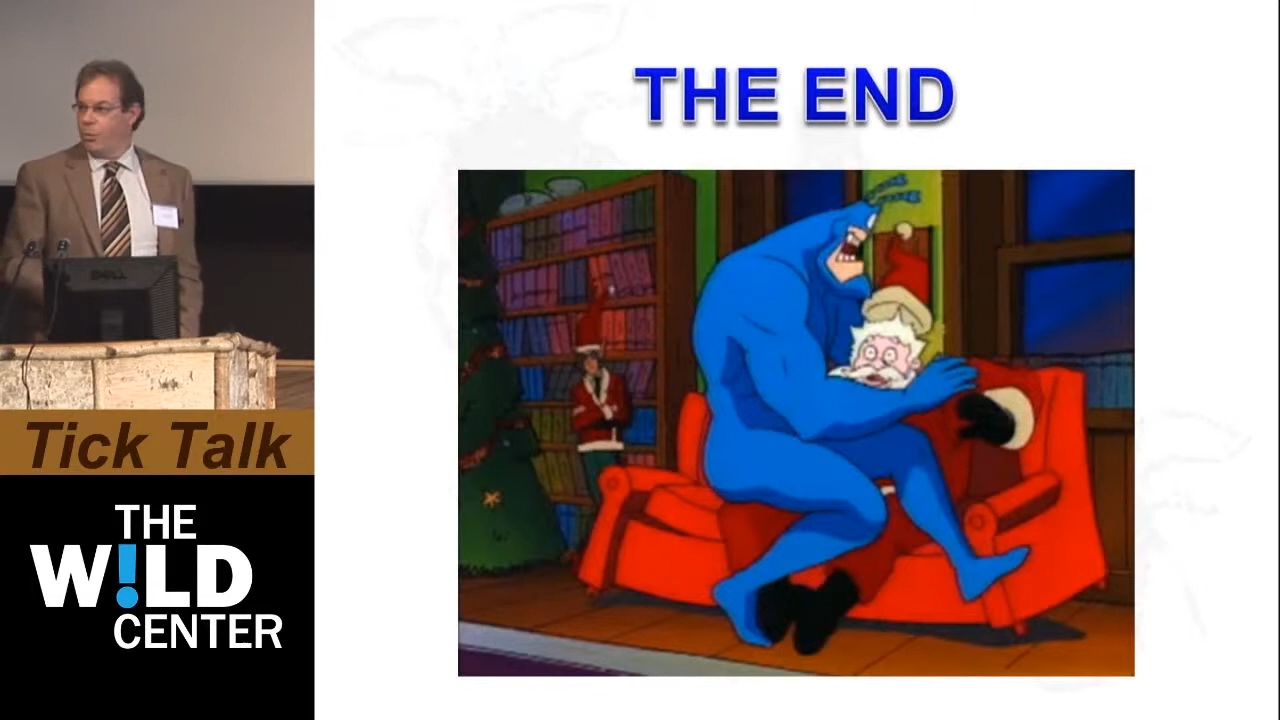 THE END
DELL
Tick Talk
THE
W!LD
CENTER